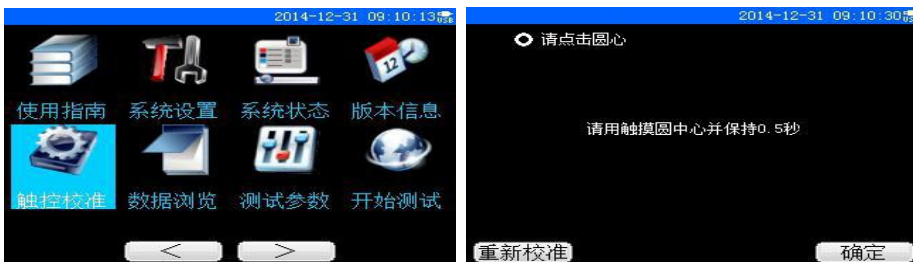 2014-12-31 09:10:13
使用指南 系统设置 系统状态 版本信息
触控校准 数据浏览 测试参数 开始测试
< >
2014-12-31 09:10:30
请点击圆心
请用触摸圆中心并保持0.5秒
重新校准 确定